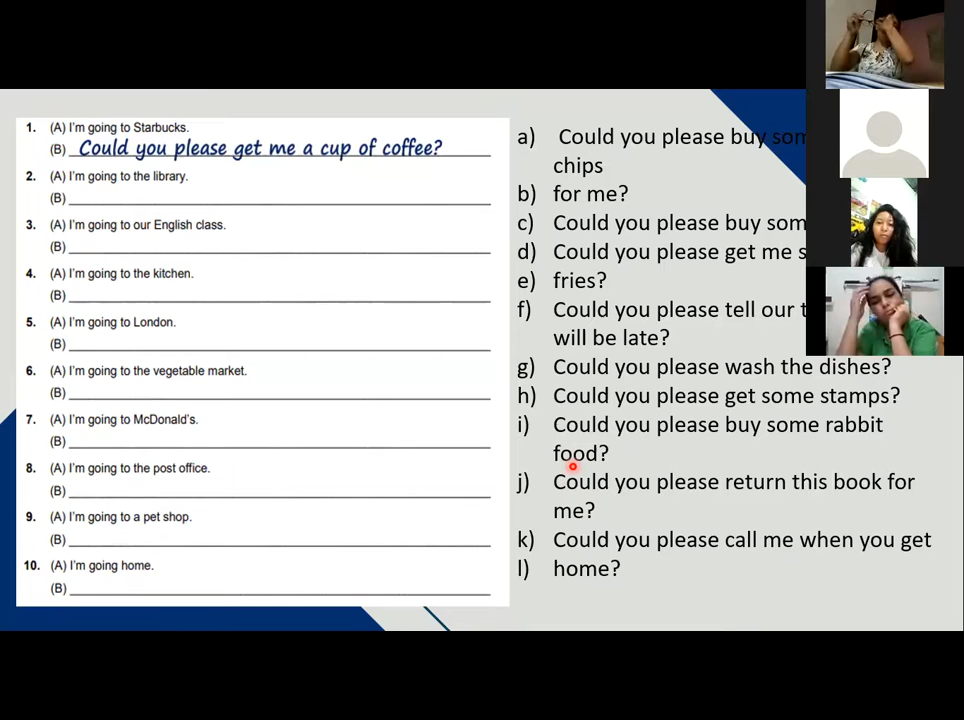 1. (A) I'm going to Starbucks.
(B) Could you please get me a cup of coffee?
2. (A) I'm going to the library.
(B)
3. (A) I'm going to our English class.
(B)
4. (A) I'm going to the kitchen.
(B)
5. (A) I'm going to London.
(B)
6. (A) I'm going to the vegetable market.
(B)
7. (A) I'm going to McDonald's.
(B)
8. (A) I'm going to the post office.
(B)
9. (A) I'm going to a pet shop.
(B)
10. (A) I'm going home.
(B)
a) Could you please buy
chips
b) for me?
c) Could you please buy
d) Could you please get me
e) fries?
f) Could you please tell our
will be late?
g) Could you please wash the dishes?
h) Could you please get some stamps?
i) Could you please buy some rabbit
food?
j) Could you please return this book for
me?
k) Could you please call me when you get
l) home?